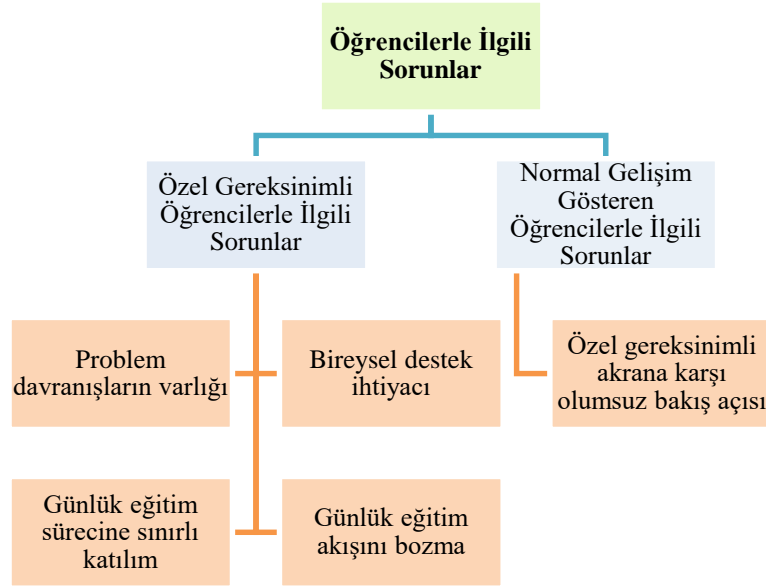 Öğrencilerle İlgili
Sorunlar
Özel Gereksinimli
Öğrencilerle İlgili
Sorunlar
Normal Gelişim
Gösteren
Öğrencilerle İlgili
Sorunlar
Problem
davranışların varlığı
Bireysel destek
ihtiyacı
Özel gereksinimli
akrana karşı
olumsuz bakış açısı
Günlük eğitim
sürecine sınırlı
katılım
Günlük eğitim
akışını bozma